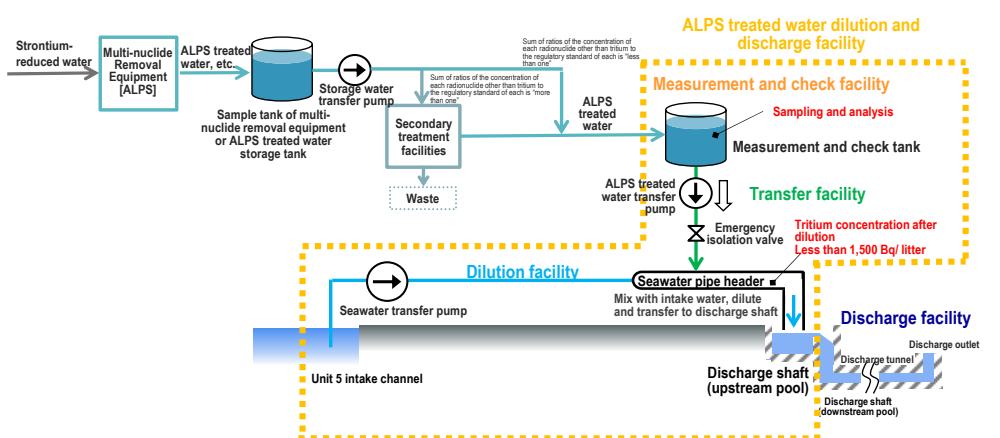 ALPS treated water dilution and
discharge facility
Strontium-
reduced water
Multi-nuclide
Removal
Equipment
[ALPS]
ALPS treated
water, etc.
Storage water
transfer pump
Sample tank of multi-
nuclide removal equipment
or ALPS treated water
storage tank
Sum of ratios of the concentration of
each radionuclide other than tritium to
the regulatory standard of each is "less
than one"
Sum of ratios of the concentration of
each radionuclide other than tritium to
the regulatory standard of each is "more
than one"
Secondary
treatment
facilities
Waste
ALPS
treated
water
Measurement and check facility
Sampling and analysis
Measurement and check tank
ALPS treated
water transfer
pump
Transfer facility
Emergency
isolation valve
Tritium concentration after
dilution
Less than 1,500 Bq/ litter
Dilution facility
Seawater transfer pump
Seawater pipe header
Mix with intake water, dilute
and transfer to discharge shaft
Unit 5 intake channel
Discharge shaft
(upstream pool)
Discharge facility
Discharge outlet
Discharge tunnel
Discharge shaft
(downstream pool)